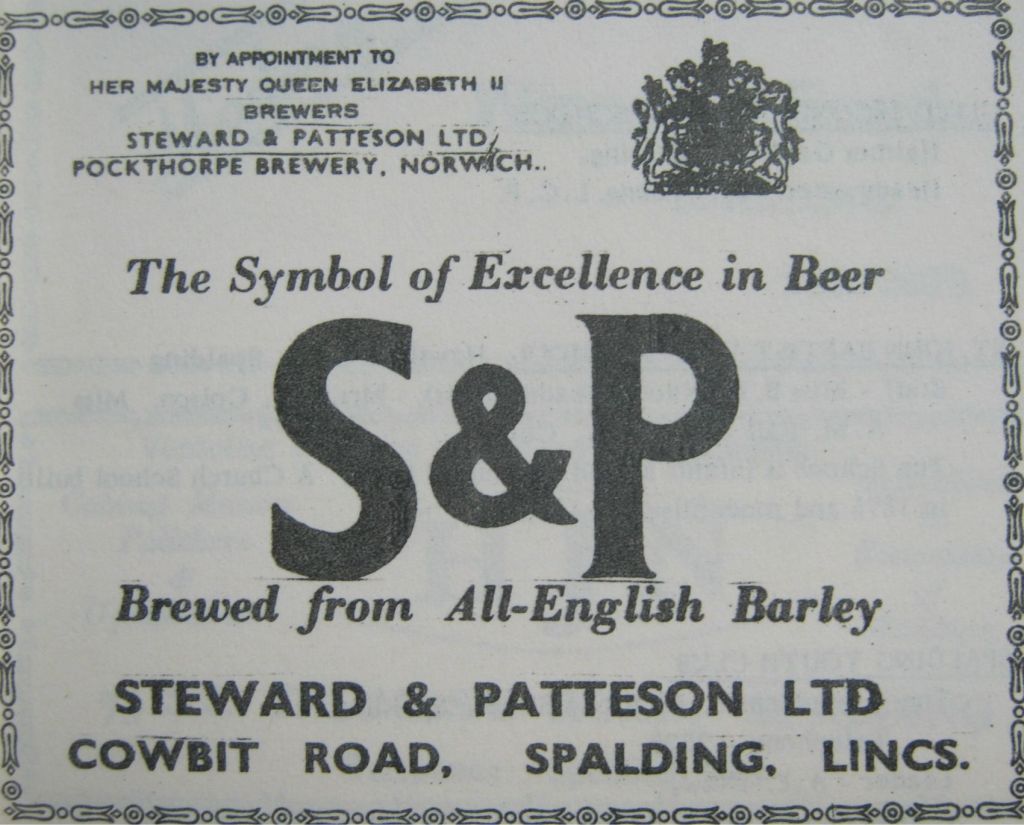 BY APPOINTMENT TO
HER MAJESTY QUEEN ELIZABETH II
BREWERS
STEWARD & PATTESON LTD
POCKTHORPE BREWERY, NORWICH..
The Symbol of Excellence in Beer
S&P
Brewed from All-English Barley
STEWARD & PATTESON LTD
COWBIT ROAD, SPALDING, LINCS.